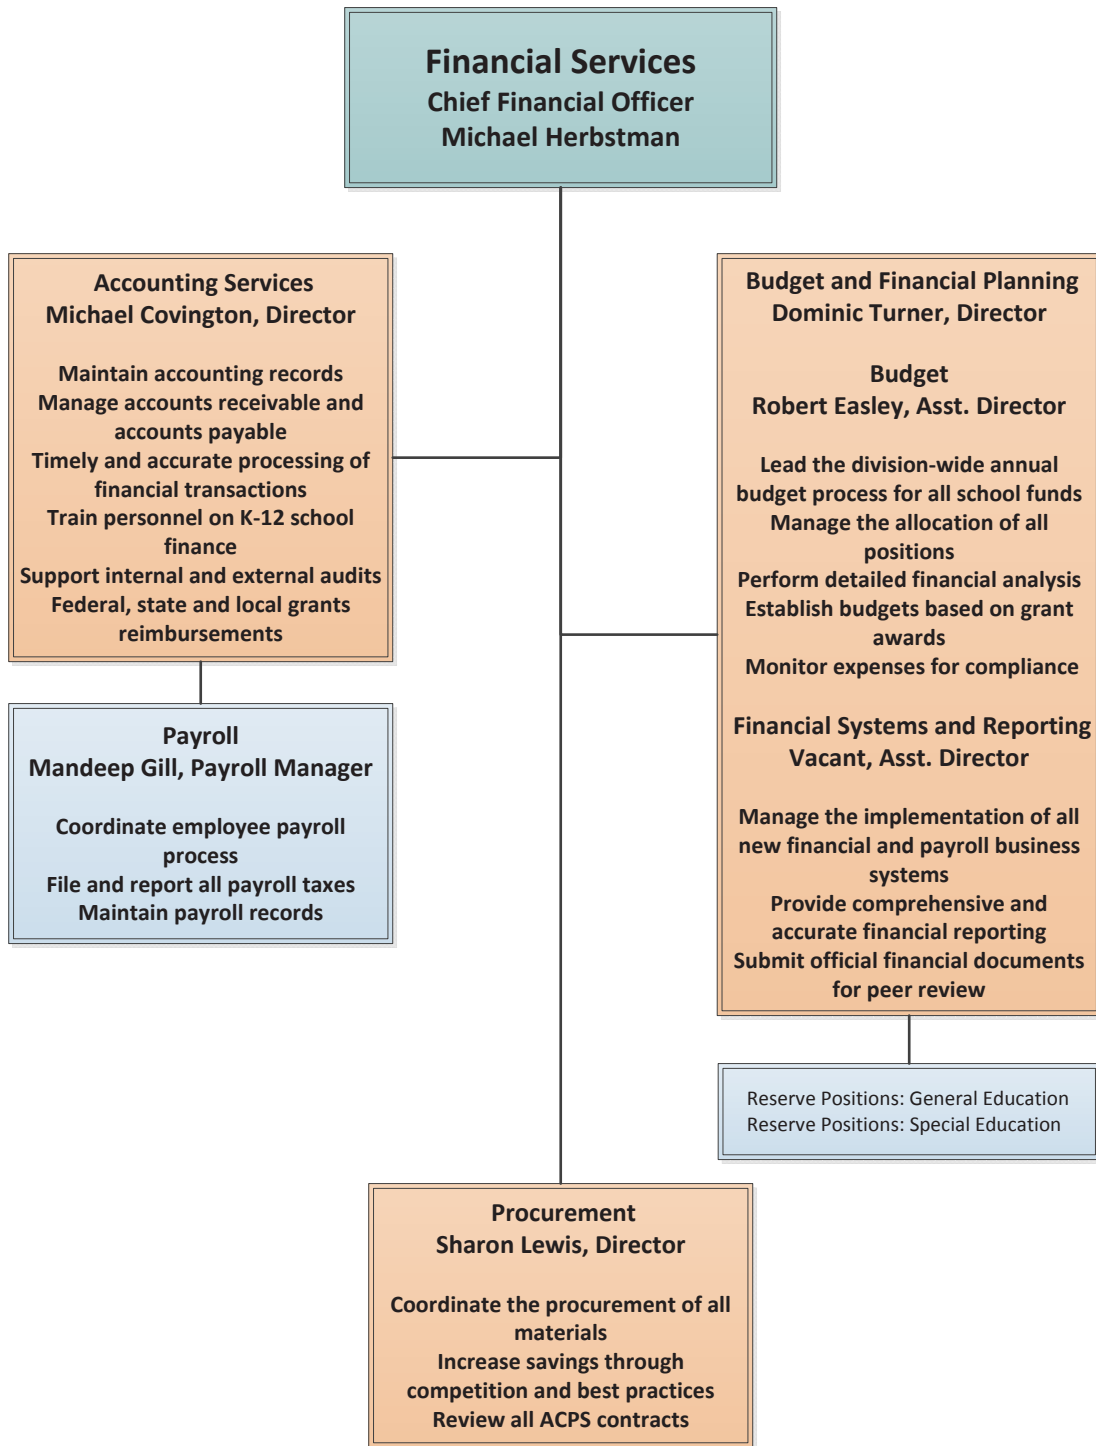 Financial Services
Chief Financial Officer
Michael Herbstman
Accounting Services
Michael Covington, Director
Maintain accounting records
Manage accounts receivable and
accounts payable
Timely and accurate processing of
financial transactions
Train personnel on K-12 school
finance
Support internal and external audits
Federal, state and local grants
reimbursements
Payroll
Mandeep Gill, Payroll Manager
Coordinate employee payroll
process
File and report all payroll taxes
Maintain payroll records
Budget and Financial Planning
Dominic Turner, Director
Budget
Robert Easley, Asst. Director
Lead the division-wide annual
budget process for all school funds
Manage the allocation of all
positions
Perform detailed financial analysis
Establish budgets based on grant
awards
Monitor expenses for compliance
Financial Systems and Reporting
Vacant, Asst. Director
Manage the implementation of all
new financial and payroll business
systems
Provide comprehensive and
accurate financial reporting
Submit official financial documents
for peer review
Reserve Positions: General Education
Reserve Positions: Special Education
Procurement
Sharon Lewis, Director
Coordinate the procurement of all
materials
Increase savings through
competition and best practices
Review all ACPS contracts